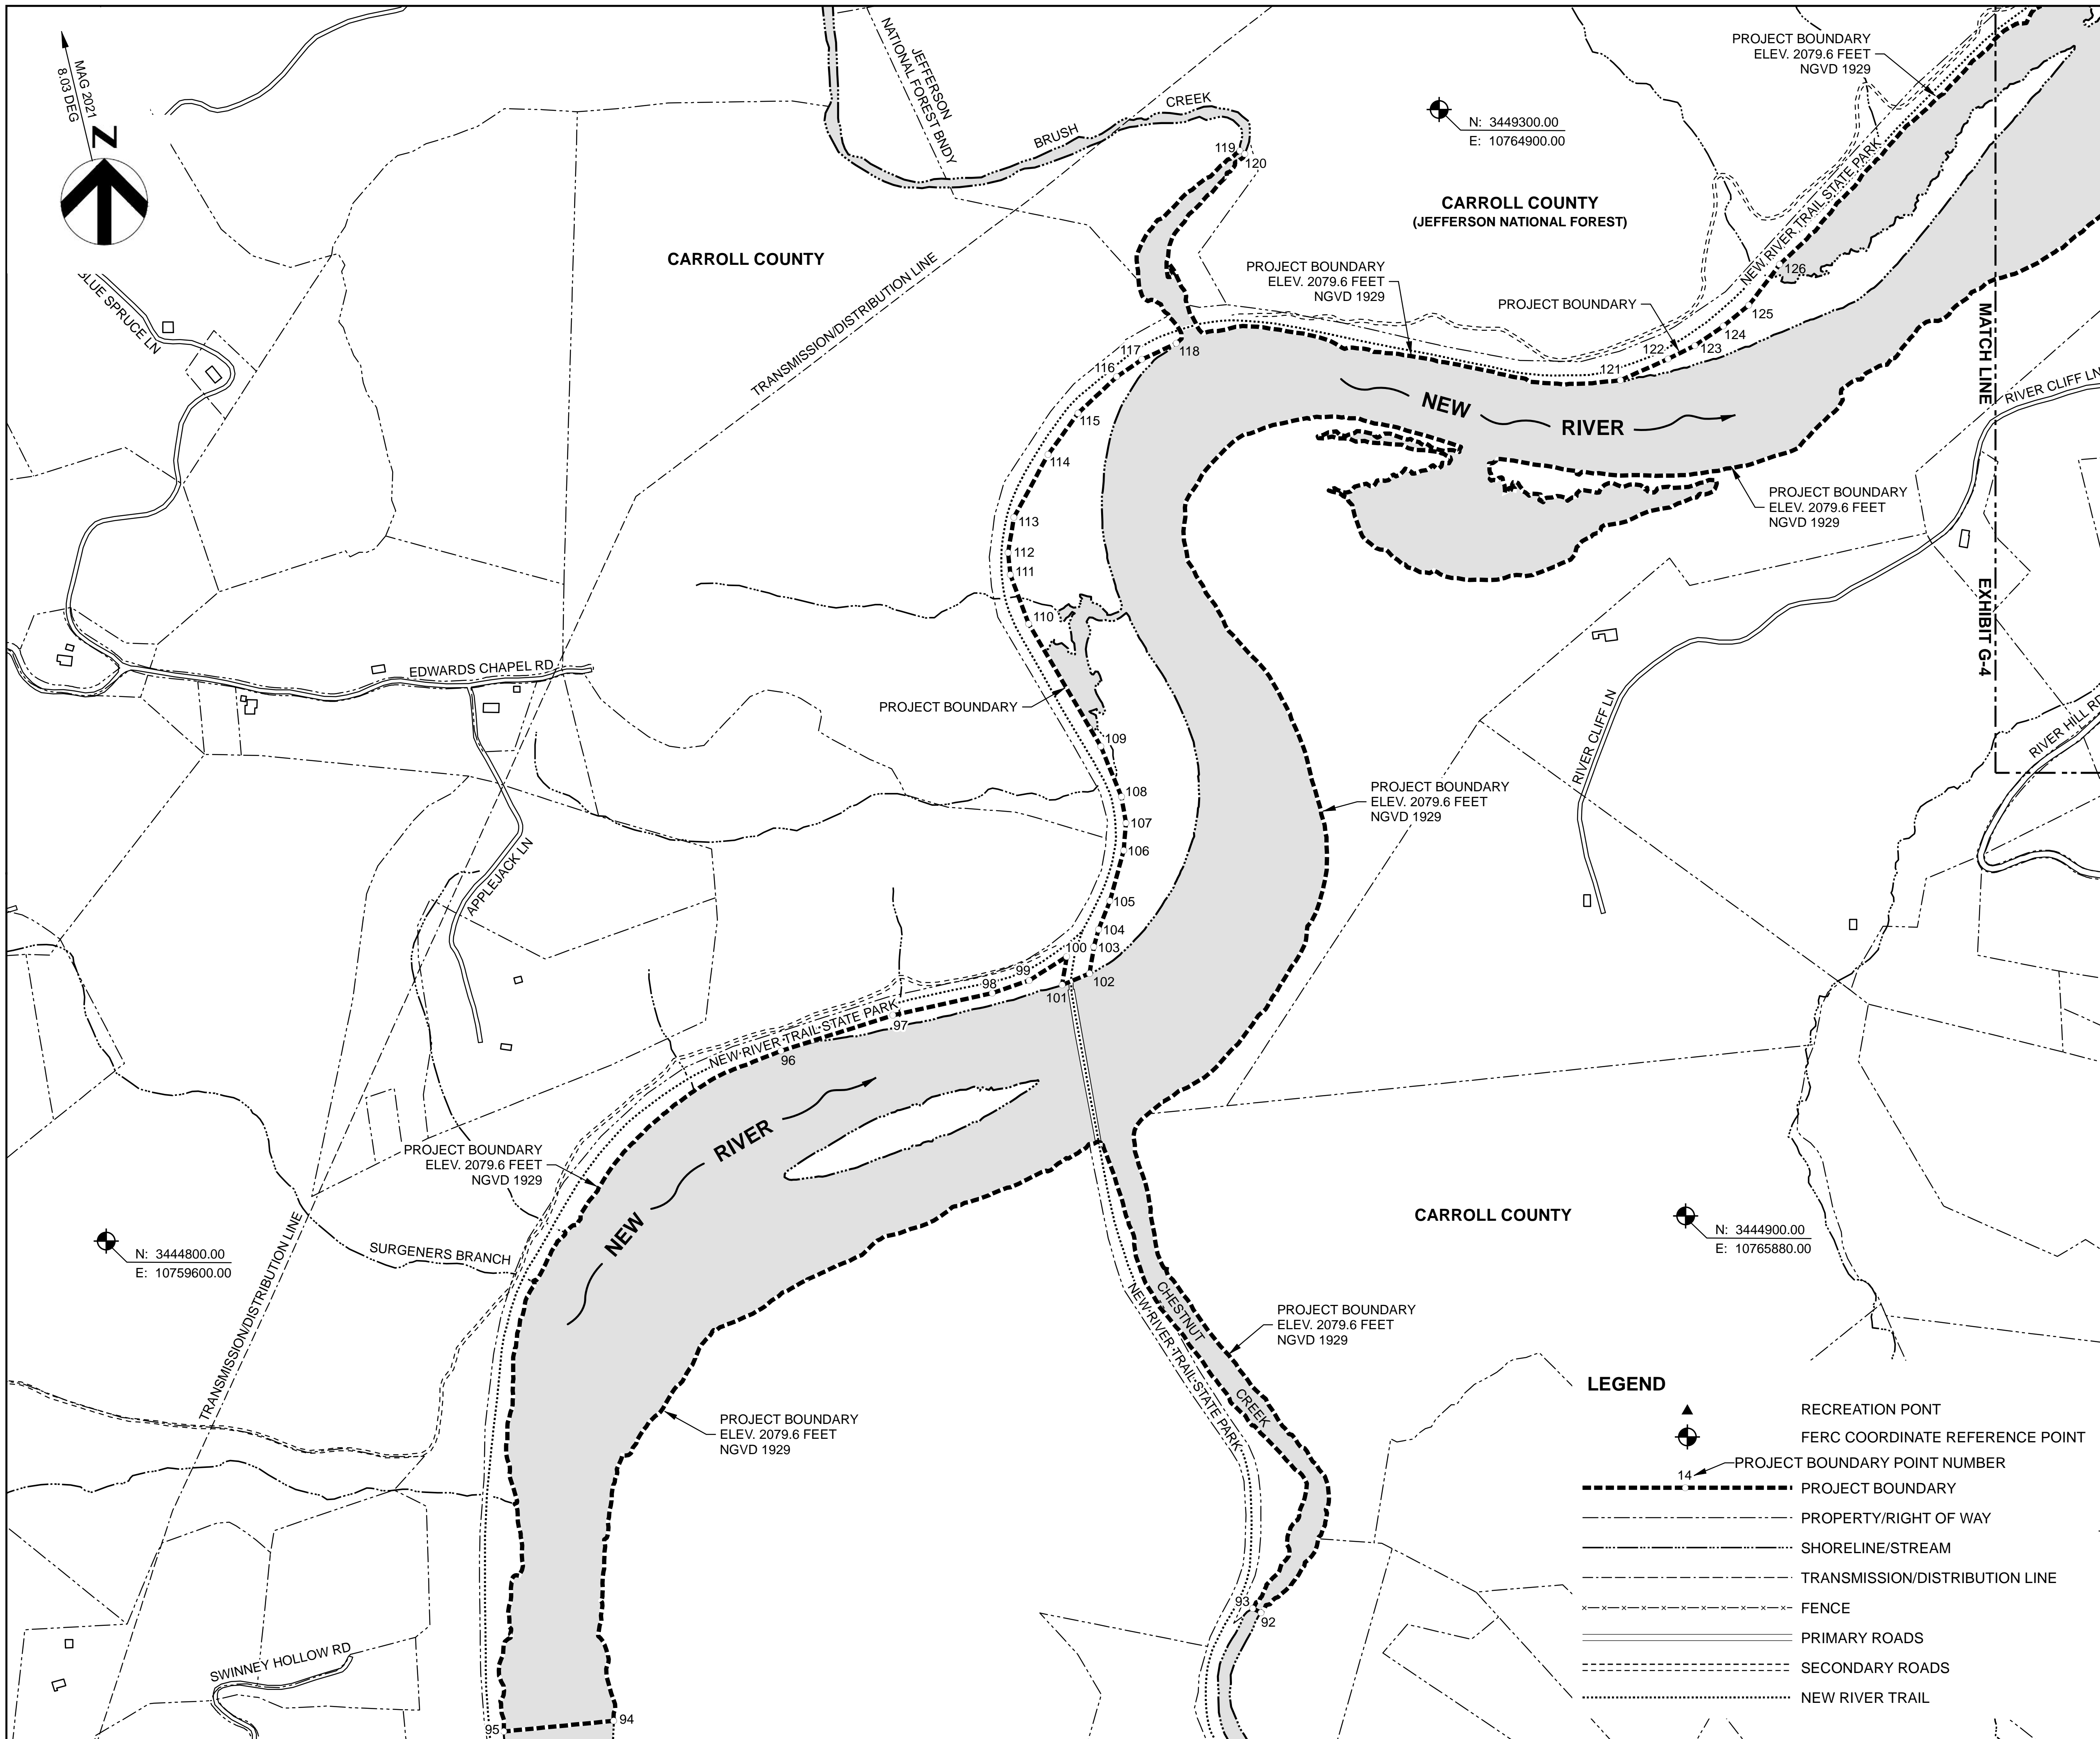 MAG 2021
8.03 DEG
N
JEFFERSON
NATIONAL FOREST BNDY
BRUSH
CREEK
119
120
N: 3449300.00
E: 10764900.00
PROJECT BOUNDARY
ELEV. 2079.6 FEET
NGVD 1929
CARROLL COUNTY
(JEFFERSON NATIONAL FOREST)
NEW RIVER TRAIL STATE PARK
CARROLL COUNTY
TRANSMISSION/DISTRIBUTION LINE
PROJECT BOUNDARY
ELEV. 2079.6 FEET
NGVD 1929
PROJECT BOUNDARY
126
125
124
123
122
121
MATCH LINE
EXHIBIT G-4
RIVER CLIFF LN
BLUE SPRUCE LN
118
117
116
115
114
113
112
111
110
NEW
RIVER
PROJECT BOUNDARY
ELEV. 2079.6 FEET
NGVD 1929
EDWARDS CHAPEL RD
PROJECT BOUNDARY
109
108
107
106
105
104
103
100
102
101
99
98
97
96
RIVER CLIFF LN
RIVER HILL RD
PROJECT BOUNDARY
ELEV. 2079.6 FEET
NGVD 1929
APPLEJACK LN
NEW RIVER TRAIL STATE PARK
RIVER
NEW
PROJECT BOUNDARY
ELEV. 2079.6 FEET
NGVD 1929
SURGENERS BRANCH
N: 3444800.00
E: 10759600.00
TRANSMISSION/DISTRIBUTION LINE
CARROLL COUNTY
N: 3444900.00
E: 10765880.00
CHESTNUT
CREEK
NEW RIVER TRAIL STATE PARK
PROJECT BOUNDARY
ELEV. 2079.6 FEET
NGVD 1929
PROJECT BOUNDARY
ELEV. 2079.6 FEET
NGVD 1929
93
92
SWINNEY HOLLOW RD
95
94
LEGEND
RECREATION PONT
FERC COORDINATE REFERENCE POINT
14
PROJECT BOUNDARY POINT NUMBER
PROJECT BOUNDARY
PROPERTY/RIGHT OF WAY
SHORELINE/STREAM
TRANSMISSION/DISTRIBUTION LINE
FENCE
PRIMARY ROADS
SECONDARY ROADS
NEW RIVER TRAIL